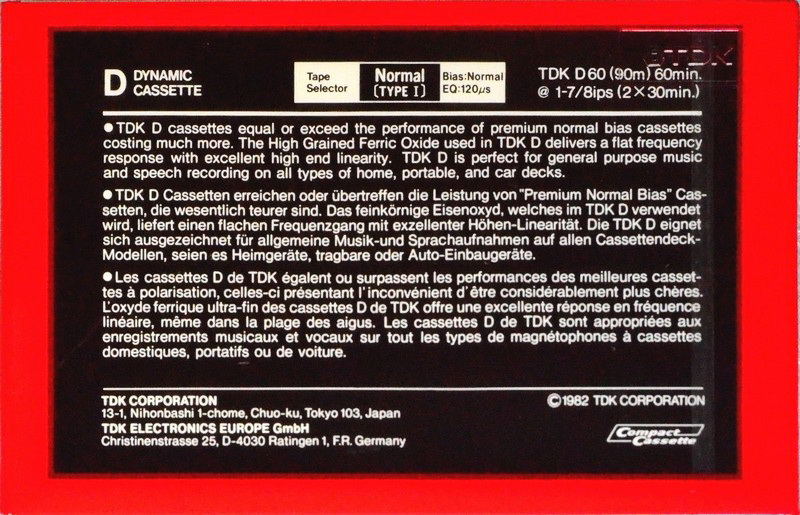 TDK
D DYNAMIC CASSETTE
Tape Selector
Normal (TYPE I)
Bias:Normal EQ:120μs
TDK D60 (90m) 60min.
@ 1-7/8ips (2×30min.)
●TDK D cassettes equal or exceed the performance of premium normal bias cassettes
costing much more. The High Grained Ferric Oxide used in TDK D delivers a flat frequency
response with excellent high end linearity. TDK D is perfect for general purpose music
and speech recording on all types of home, portable, and car decks.
●TDK D Cassetten erreichen oder übertreffen die Leistung von "Premium Normal Bias" Cas-
setten, die wesentlich teurer sind. Das feinkörnige Eisenoxyd, welches im TDK D verwendet
wird, liefert einen flachen Frequenzgang mit exzellenter Höhen-Linearität. Die TDK D eignet
sich ausgezeichnet für allgemeine Musik-und Sprachaufnahmen auf allen Cassettendeck-
Modellen, seien es Heimgeräte, tragbare oder Auto-Einbaugeräte.
●Les cassettes D de TDK égalent ou surpassent les performances des meilleures casset-
tes à polarisation, celles-ci présentant l'inconvénient d'être considérablement plus chères.
L'oxyde ferrique ultra-fin des cassettes D de TDK offre une excellente réponse en fréquence
linéaire, même dans la plage des aigus. Les cassettes D de TDK sont appropriées aux
enregistrements musicaux et vocaux sur tout les types de magnétophones à cassettes
domestiques, portatifs ou de voiture.
TDK CORPORATION
13-1, Nihonbashi 1-chome, Chuo-ku, Tokyo 103, Japan
TDK ELECTRONICS EUROPE GmbH
Christinenstrasse 25, D-4030 Ratingen 1, F.R. Germany
©1982 TDK CORPORATION
Compact Cassette